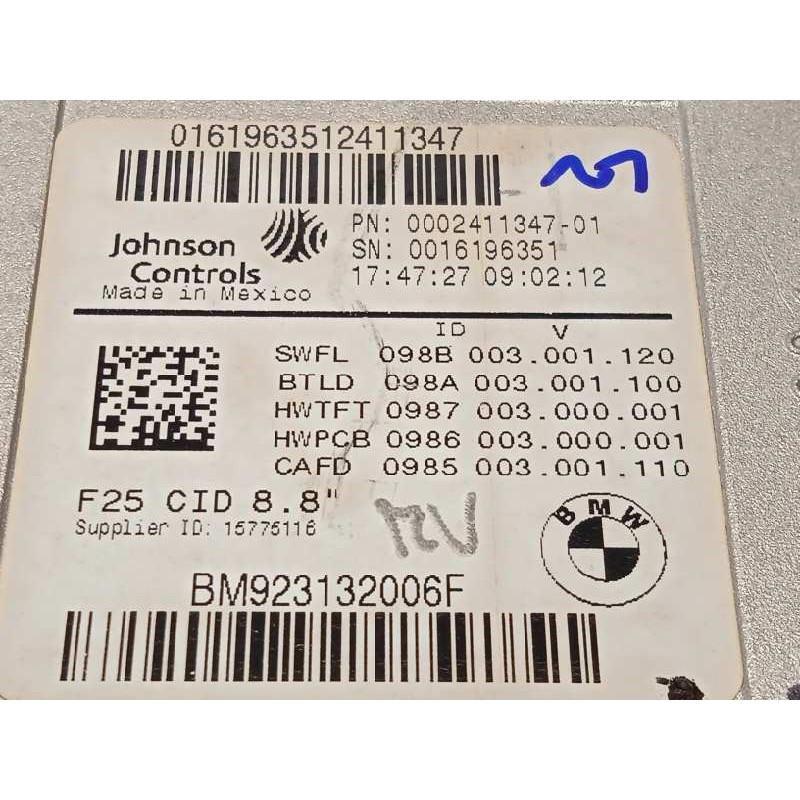 0161963512411347
Johnson
Controls
Made in Mexico
PN: 0002411347-01
SN: 0016196351
17:47:27 09:02:12
ID V
SWFL 098B 003.001.120
BTLD 098A 003.001.100
HWTFT 0987 003.000.001
HWPCB 0986 003.000.001
CAFD 0985 003.001.110
F25 CID 8.8"
Supplier ID: 15775116
BMW
BM923132006F